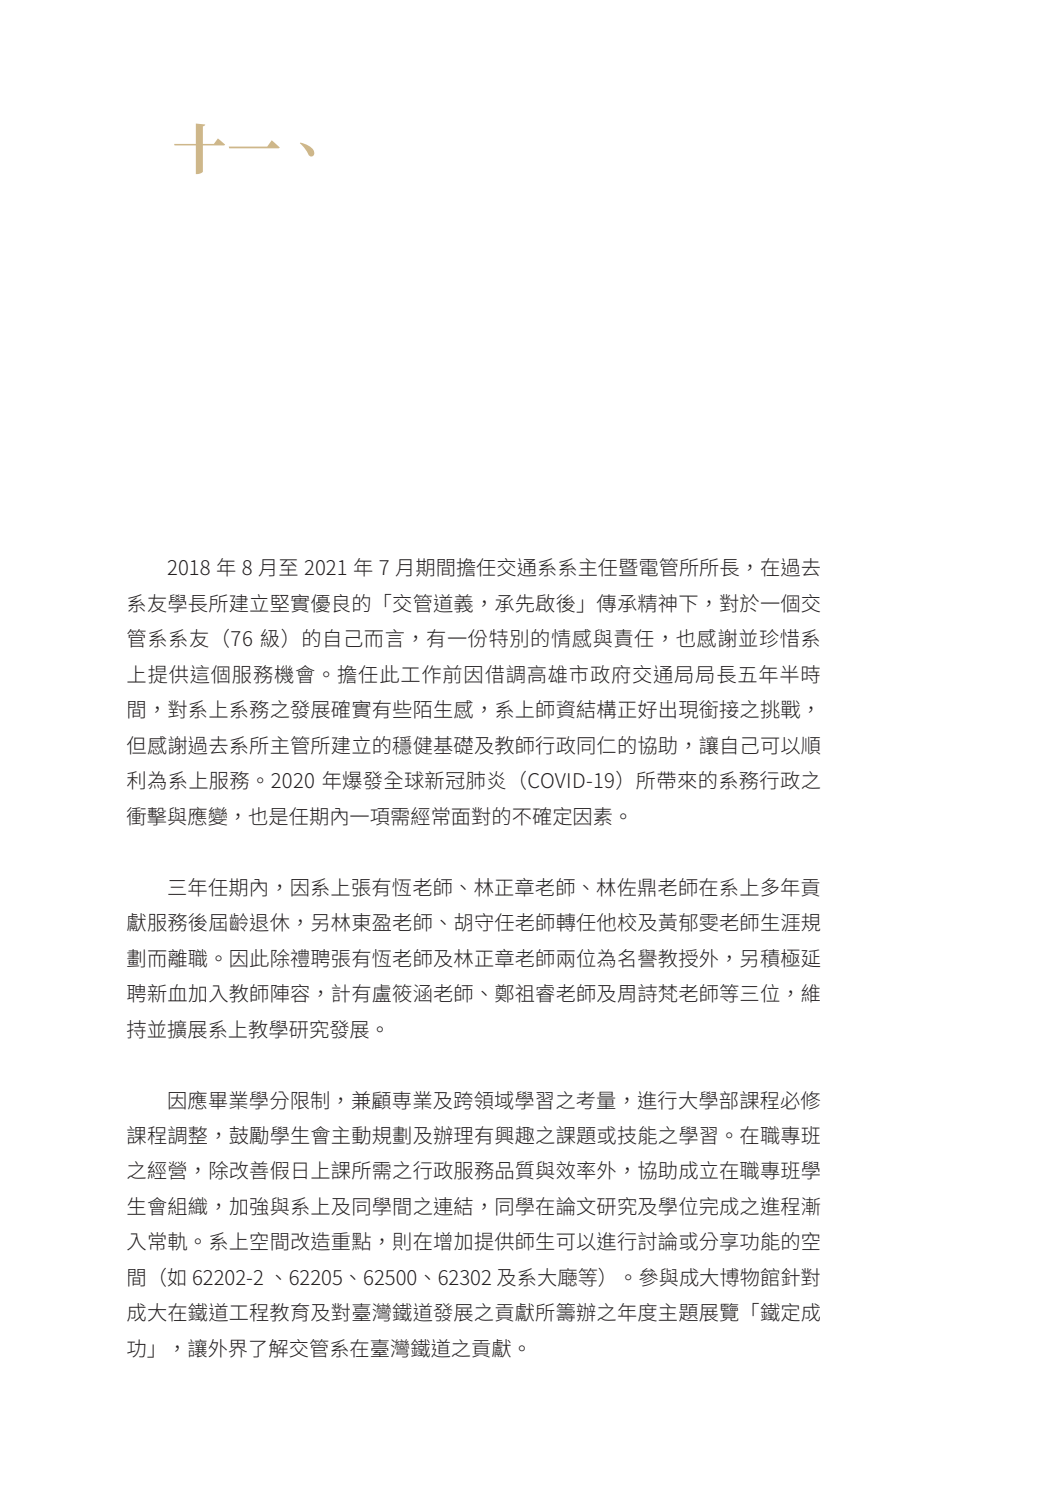 十一、
2018 年 8 月至 2021 年 7 月期間擔任交通系系主任暨電管所所長，在過去
系友學長所建立堅實優良的「交管道義，承先啟後」傳承精神下，對於一個交
管系系友（76 級）的自己而言，有一份特別的情感與責任，也感謝並珍惜系
上提供這個服務機會。擔任此工作前因借調高雄市政府交通局局長五年半時
間，對系上系務之發展確實有些陌生感，系上師資結構正好出現銜接之挑戰，
但感謝過去系所主管所建立的穩健基礎及教師行政同仁的協助，讓自己可以順
利為系上服務。2020 年爆發全球新冠肺炎（COVID-19）所帶來的系務行政之
衝擊與應變，也是任期內一項需經常面對的不確定因素。
三年任期內，因系上張有恆老師、林正章老師、林佐鼎老師在系上多年貢
獻服務後屆齡退休，另林東盈老師、胡守任老師轉任他校及黃郁雯老師生涯規
劃而離職。因此除禮聘張有恆老師及林正章老師兩位為名譽教授外，另積極延
聘新血加入教師陣容，計有盧筱涵老師、鄭祖睿老師及周詩梵老師等三位，維
持並擴展系上教學研究發展。
因應畢業學分限制，兼顧專業及跨領域學習之考量，進行大學部課程必修
課程調整，鼓勵學生會主動規劃及辦理有興趣之課題或技能之學習。在職專班
之經營，除改善假日上課所需之行政服務品質與效率外，協助成立在職專班學
生會組織，加強與系上及同學間之連結，同學在論文研究及學位完成之進程漸
入常軌。系上空間改造重點，則在增加提供師生可以進行討論或分享功能的空
間（如 62202-2 、62205、62500、62302 及系大廳等）。參與成大博物館針對
成大在鐵道工程教育及對臺灣鐵道發展之貢獻所籌辦之年度主題展覽「鐵定成
功」，讓外界了解交管系在臺灣鐵道之貢獻。